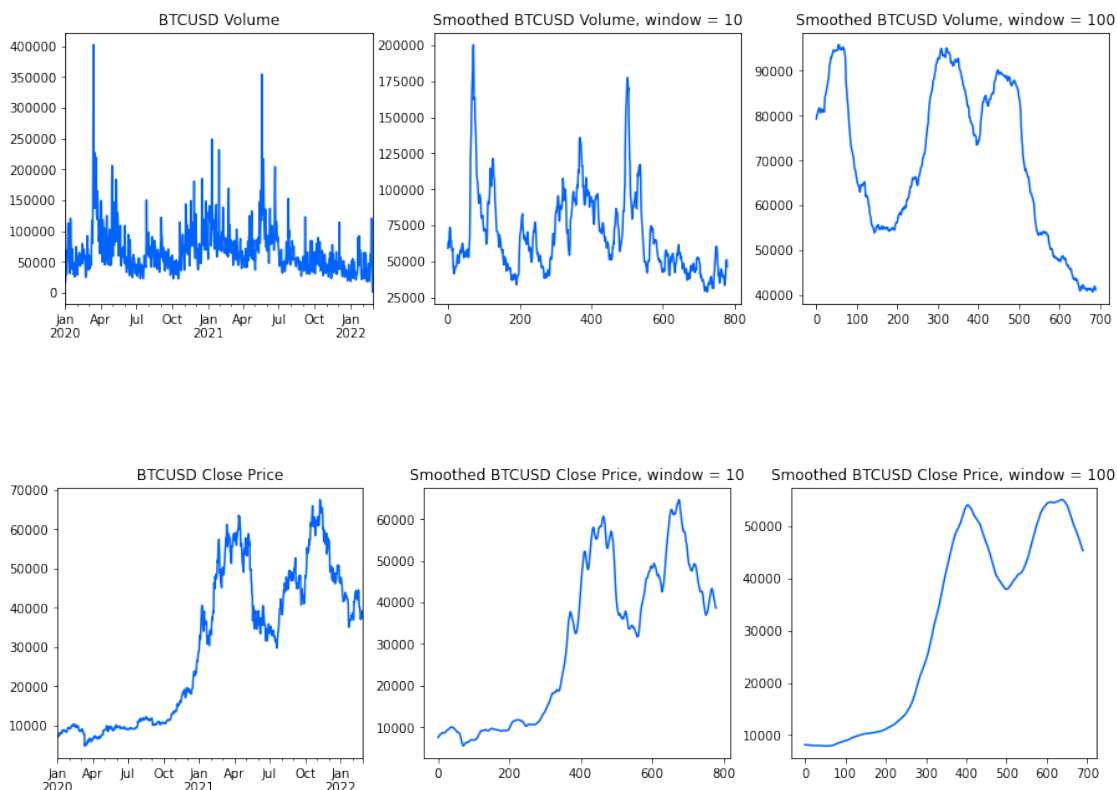 BTCUSD Volume
400000
350000
300000
250000
200000
150000
100000
50000
0
Jan
2020
Apr
Jul
Oct
Jan
2021
Apr
Jul
Oct
Jan
2022
Smoothed BTCUSD Volume, window = 10
200000
175000
150000
125000
100000
75000
50000
25000
0 200 400 600 800
Smoothed BTCUSD Volume, window = 100
90000
80000
70000
60000
50000
40000
0 100 200 300 400 500 600 700
BTCUSD Close Price
70000
60000
50000
40000
30000
20000
10000
Jan
2020
Apr
Jul
Oct
Jan
2021
Apr
Jul
Oct
Jan
2022
Smoothed BTCUSD Close Price, window = 10
60000
50000
40000
30000
20000
10000
0 200 400 600 800
Smoothed BTCUSD Close Price, window = 100
50000
40000
30000
20000
10000
0 100 200 300 400 500 600 700